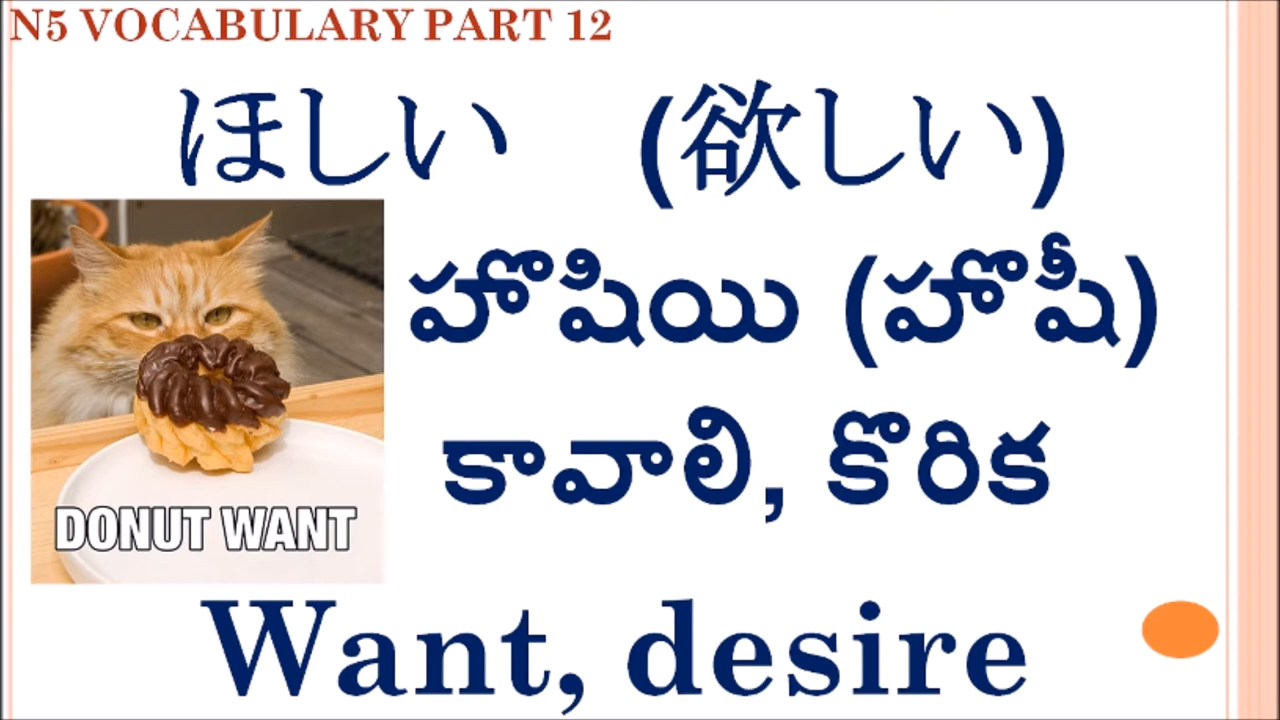 N5 VOCABULARY PART 12
ほしい (欲しい)
హొషియి (హొషీ)
కావాలి, కొరిక
DONUT WANT
Want, desire